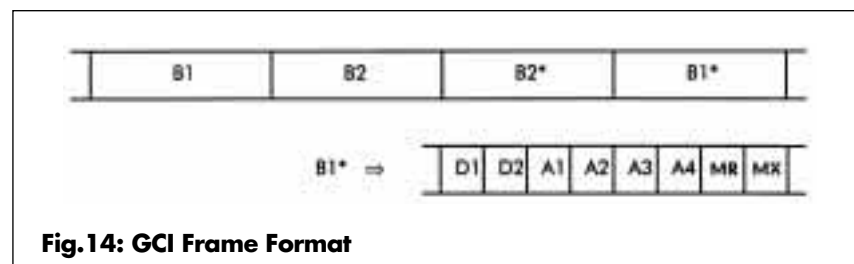 B1 B2 B2* B1*
B1* ⇒ D1 D2 A1 A2 A3 A4 MR MX
Fig.14: GCI Frame Format